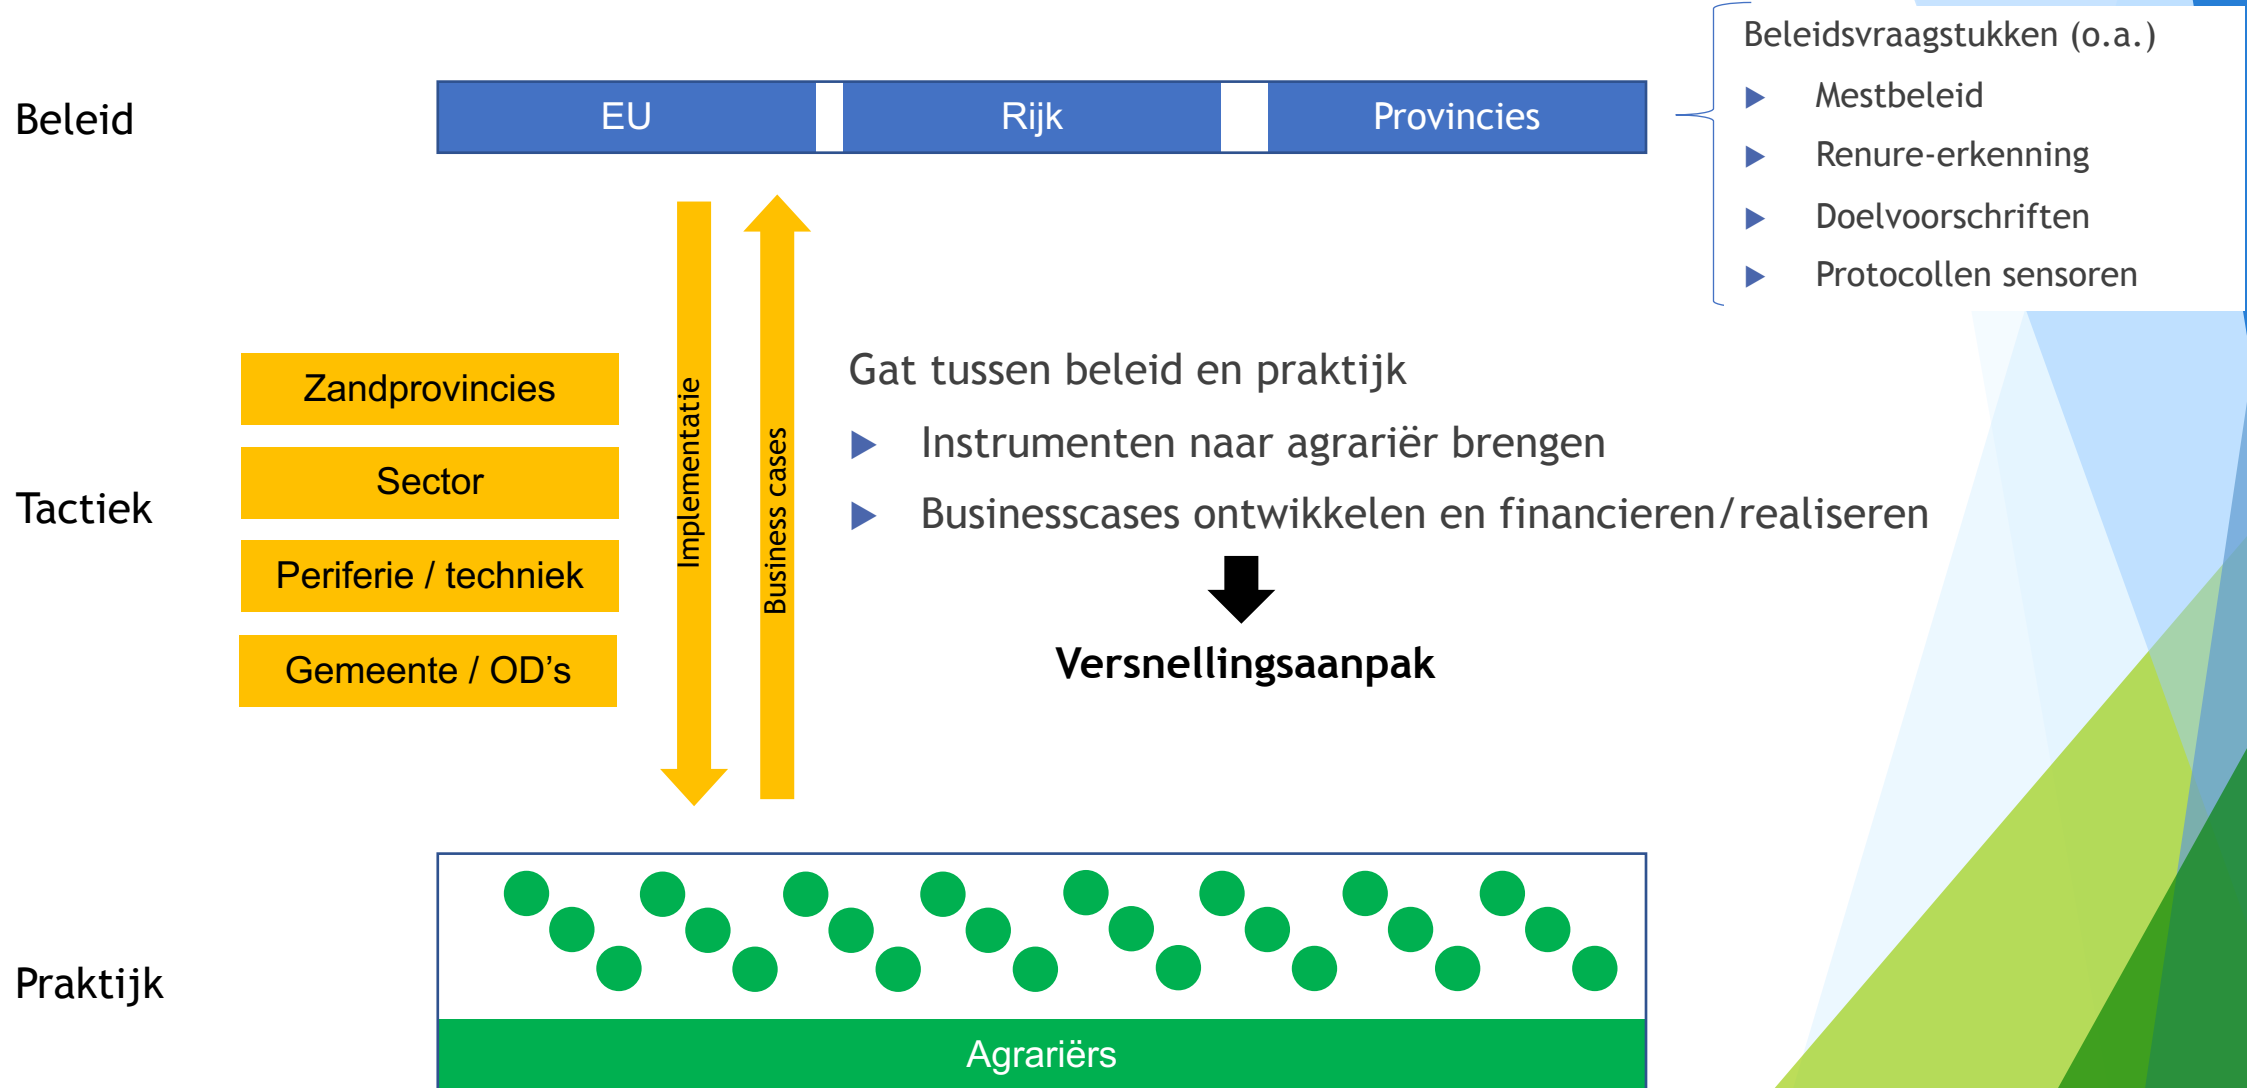 Beleid
EU
Rijk
Provincies
Beleidsvraagstukken (o.a.)
Mestbeleid
Renure-erkenning
Doelvoorschriften
Protocollen sensoren
Tactiek
Zandprovincies
Sector
Periferie / techniek
Gemeente / OD’s
Implementatie
Business cases
Gat tussen beleid en praktijk
Instrumenten naar agrariër brengen
Businesscases ontwikkelen en financieren/realiseren
Versnellingsaanpak
Praktijk
Agrariërs